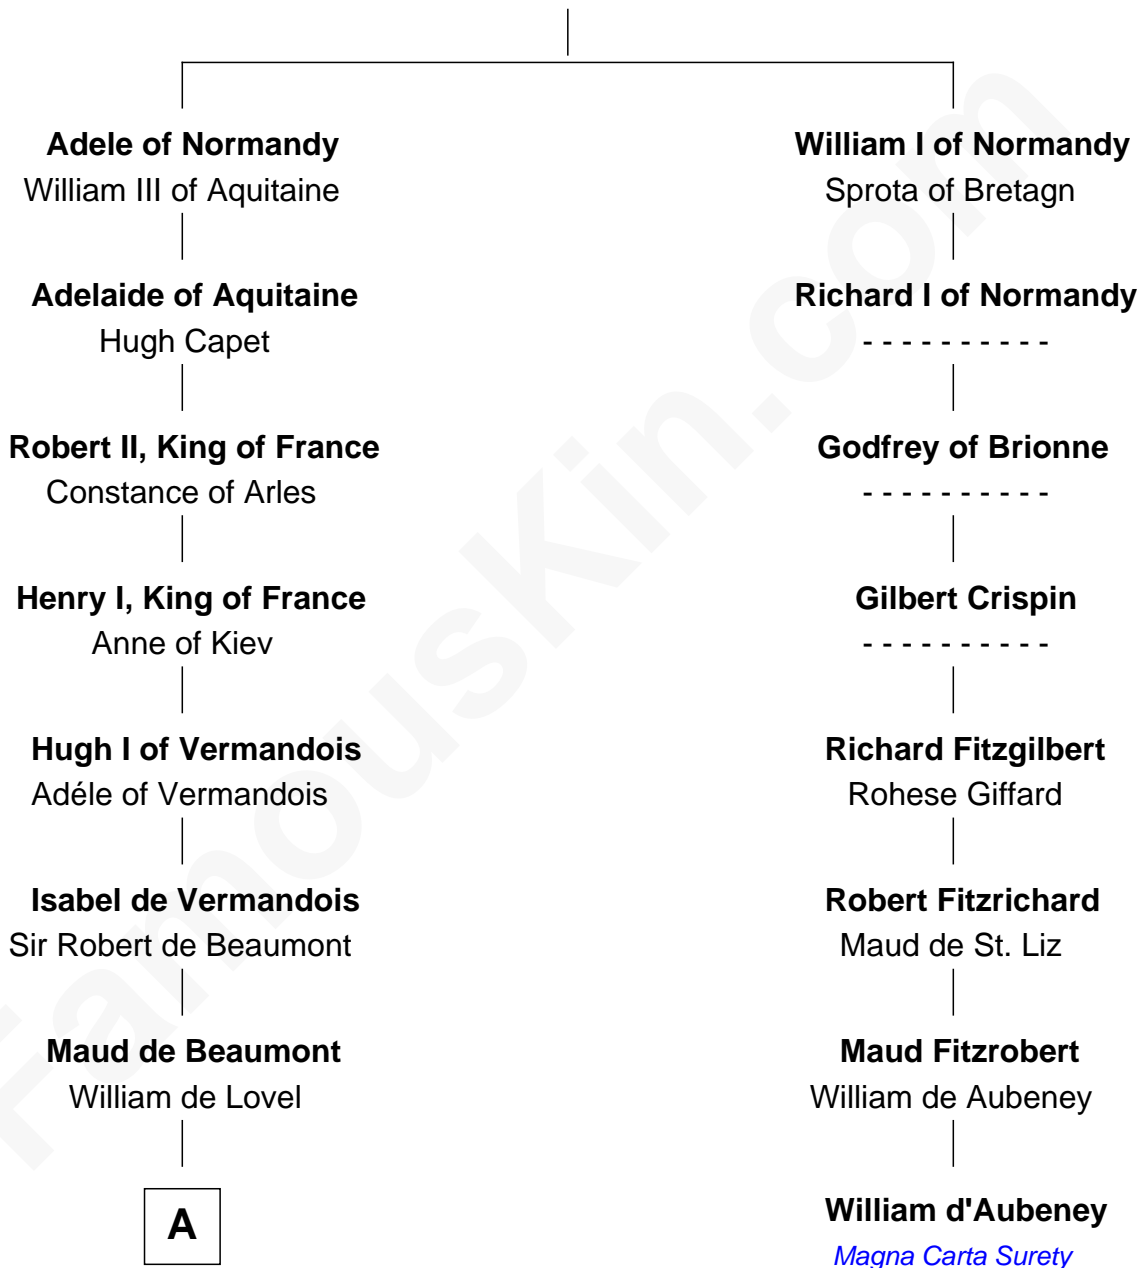 Adele of Normandy
William III of Aquitaine
Adelaide of Aquitaine
Hugh Capet
Robert II, King of France
Constance of Arles
Henry I, King of France
Anne of Kiev
Hugh I of Vermandois
Adéle of Vermandois
Isabel de Vermandois
Sir Robert de Beaumont
Maud de Beaumont
William de Lovel
A
William I of Normandy
Sprota of Bretagn
Richard I of Normandy
- - - - - - - - - -
Godfrey of Brionne
- - - - - - - - - -
Gilbert Crispin
- - - - - - - - - -
Richard Fitzgilbert
Rohese Giffard
Robert Fitzrichard
Maud de St. Liz
Maud Fitzrobert
William de Aubeney
William d'Aubeney
Magna Carta Surety
FamousKin.com